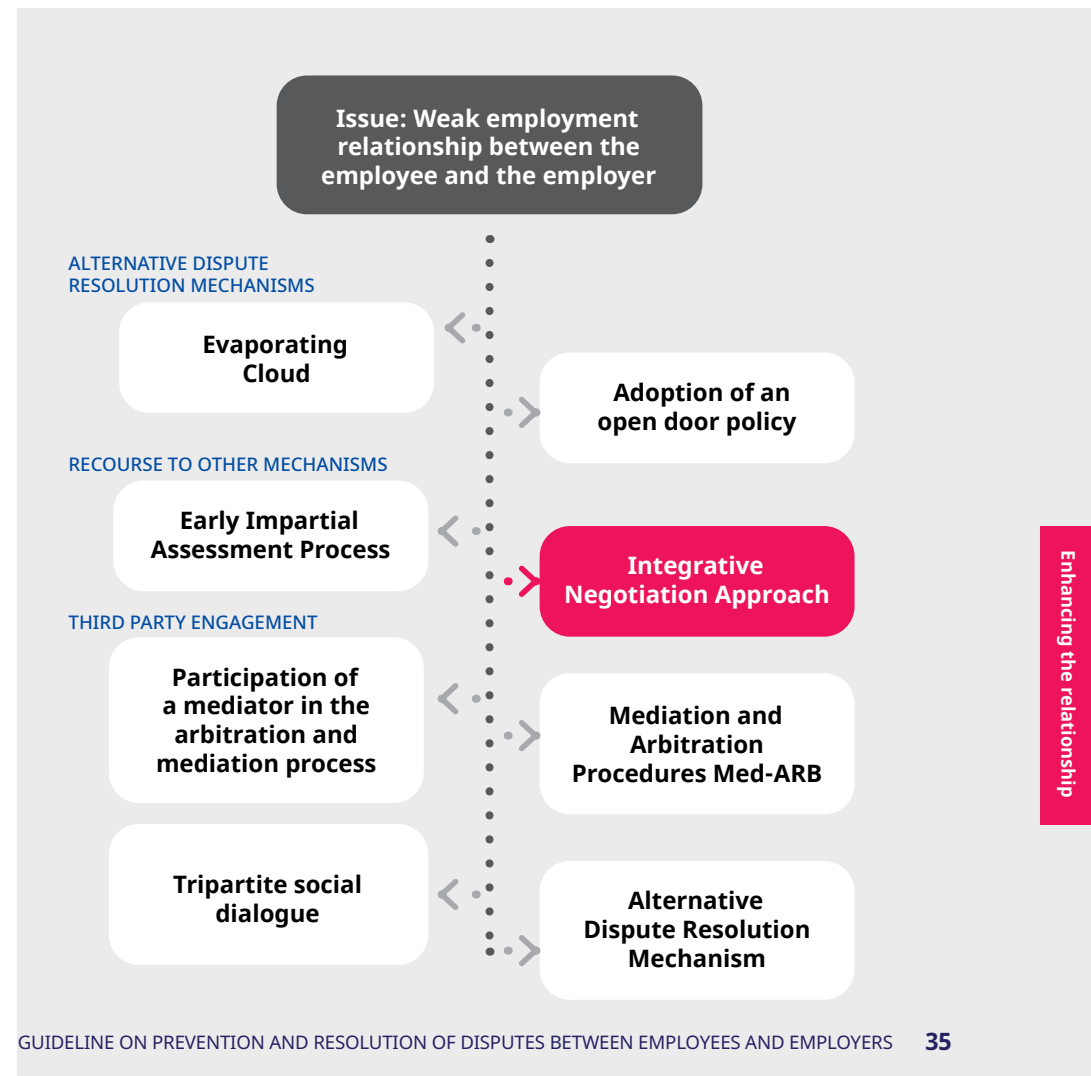 Issue: Weak employment
relationship between the
employee and the employer
ALTERNATIVE DISPUTE
RESOLUTION MECHANISMS
Evaporating
Cloud
Adoption of an
open door policy
RECOURSE TO OTHER MECHANISMS
Early Impartial
Assessment Process
Integrative
Negotiation Approach
THIRD PARTY ENGAGEMENT
Participation of
a mediator in the
arbitration and
mediation process
Mediation and
Arbitration
Procedures Med-ARB
Tripartite social
dialogue
Alternative
Dispute Resolution
Mechanism
Enhancing the relationship
GUIDELINE ON PREVENTION AND RESOLUTION OF DISPUTES BETWEEN EMPLOYEES AND EMPLOYERS 35